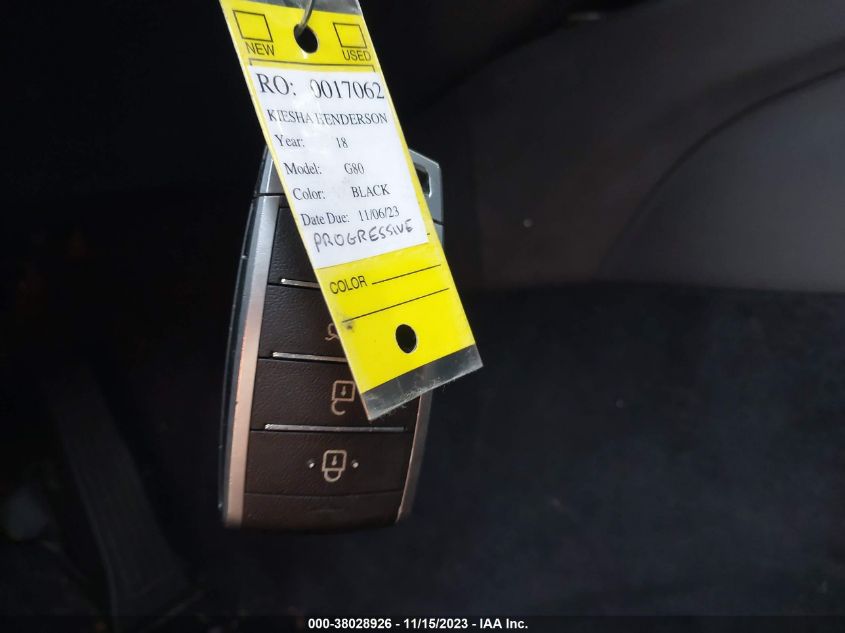 NEW USED
RO: 0017062
KIESHA HENDERSON
Year: 18
Model: G80
Color: BLACK
Date Due: 11/06/23
PROGRESSIVE
COLOR
000-38028926 - 11/15/2023 - IAA Inc.